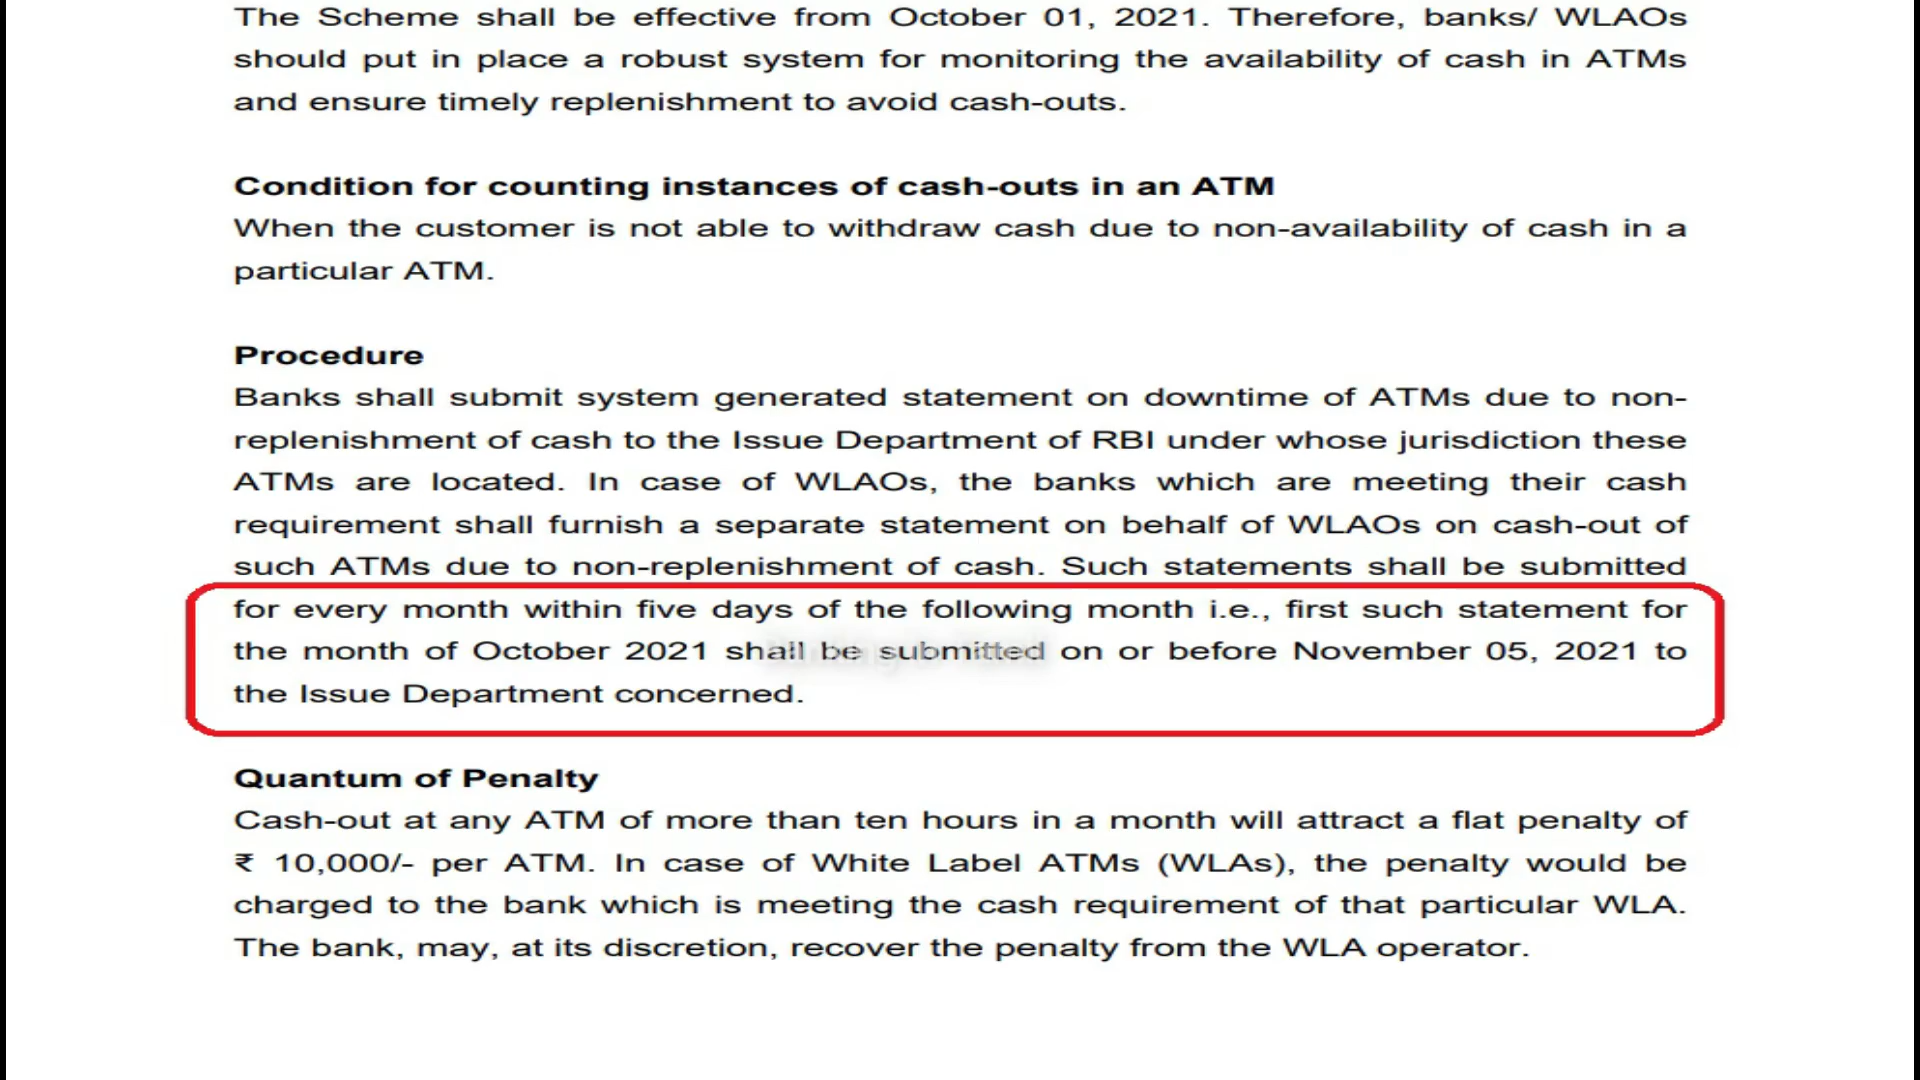 The Scheme shall be effective from October 01, 2021. Therefore, banks/ WLAOs
should put in place a robust system for monitoring the availability of cash in ATMs
and ensure timely replenishment to avoid cash-outs.
Condition for counting instances of cash-outs in an ATM
When the customer is not able to withdraw cash due to non-availability of cash in a
particular ATM.
Procedure
Banks shall submit system generated statement on downtime of ATMs due to non-
replenishment of cash to the Issue Department of RBI under whose jurisdiction these
ATMs are located. In case of WLAOs, the banks which are meeting their cash
requirement shall furnish a separate statement on behalf of WLAOs on cash-out of
such ATMs due to non-replenishment of cash. Such statements shall be submitted
for every month within five days of the following month i.e., first such statement for
the month of October 2021 shall be submitted on or before November 05, 2021 to
the Issue Department concerned.
Quantum of Penalty
Cash-out at any ATM of more than ten hours in a month will attract a flat penalty of
₹ 10,000/- per ATM. In case of White Label ATMs (WLAs), the penalty would be
charged to the bank which is meeting the cash requirement of that particular WLA.
The bank, may, at its discretion, recover the penalty from the WLA operator.